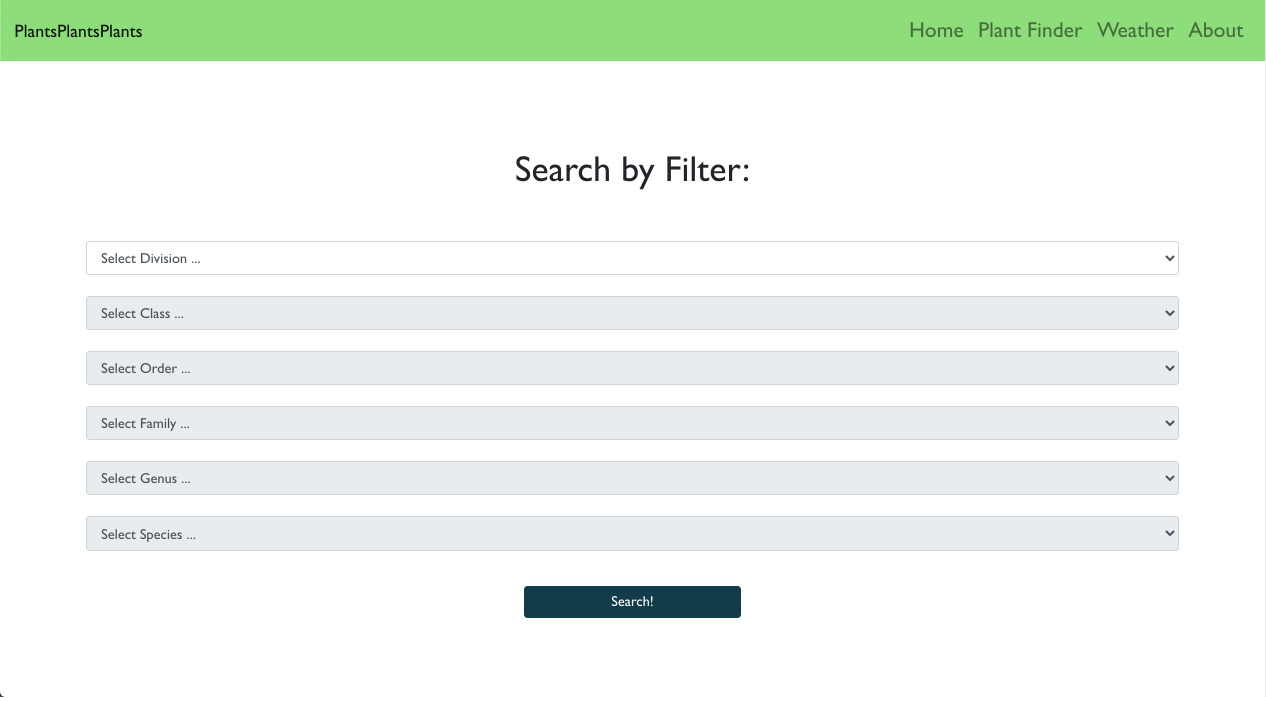 PlantsPlantsPlants Home Plant Finder Weather About
Search by Filter:
Select Division ...
Select Class ...
Select Order ...
Select Family ...
Select Genus ...
Select Species ...
Search!